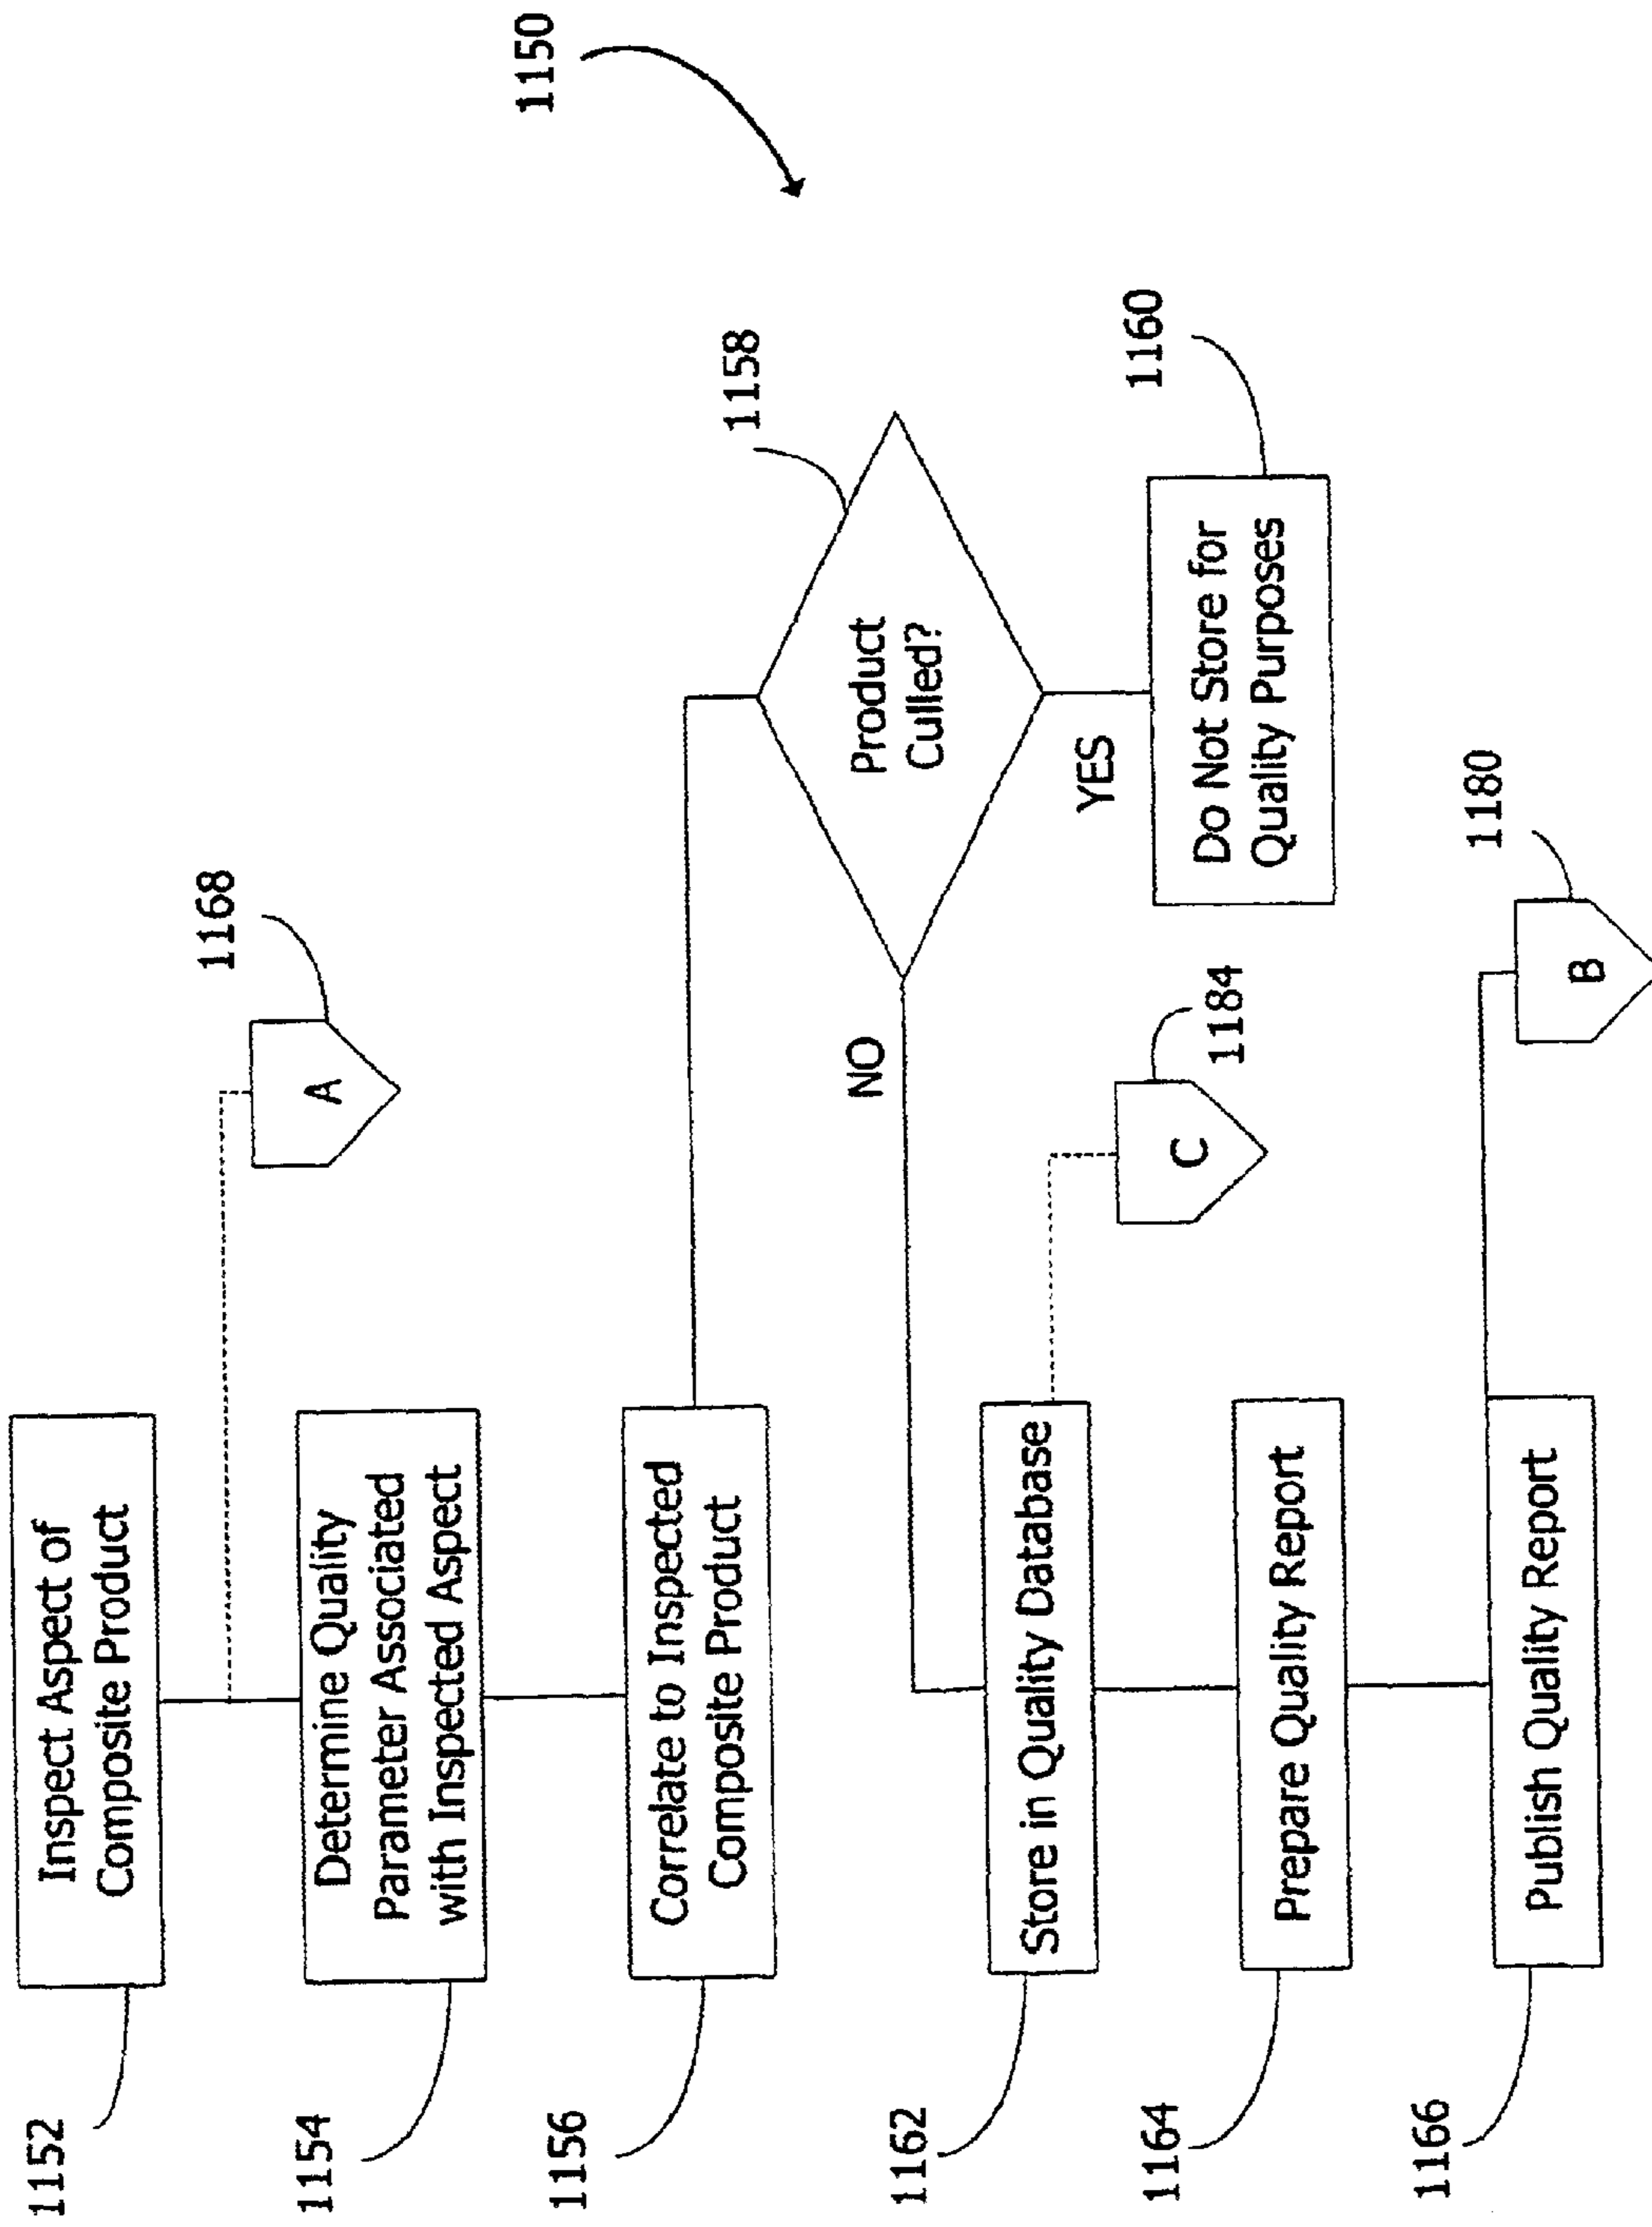 1150
1152
Inspect Aspect of
Composite Product
1168
A
1154
Determine Quality
Parameter Associated
with Inspected Aspect
1156
Correlate to Inspected
Composite Product
1158
Product
Culled?
NO
YES
1160
Do Not Store for
Quality Purposes
1162
Store in Quality Database
1184
C
1164
Prepare Quality Report
1166
Publish Quality Report
1180
B